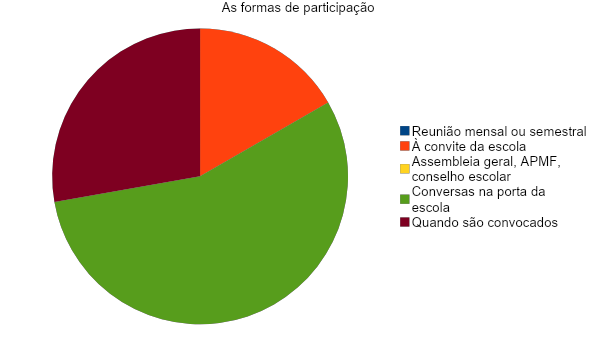 As formas de participação
Reunião mensal ou semestral
À convite da escola
Assembleia geral, APMF,
conselho escolar
Conversas na porta da
escola
Quando são convocados